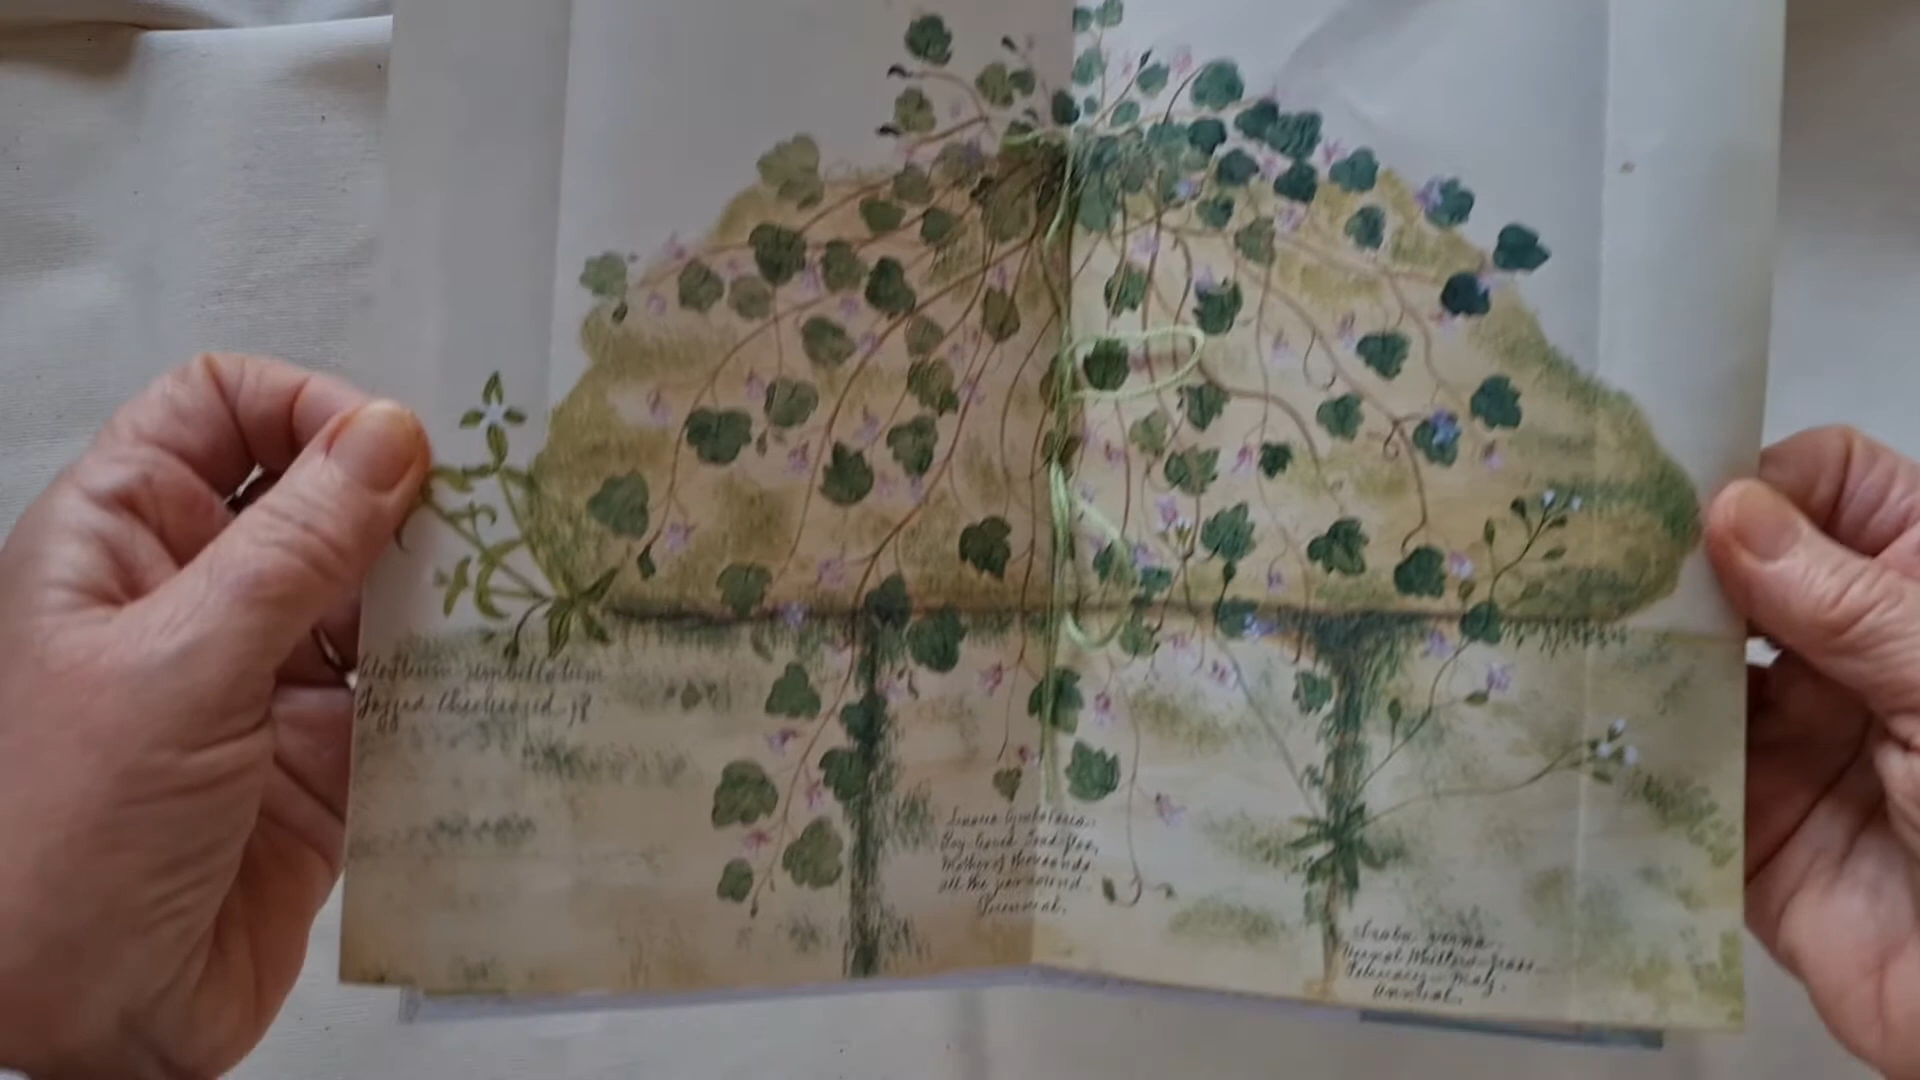 umbellatum
Jagged Chickweed
Linaria Cymbalaria.
Ivy-leaved Toad-flax,
Mother of thousands
all the year round.
Perennial.
Draba verna.
Vernal Whitlow-grass
February–May.
Annual.